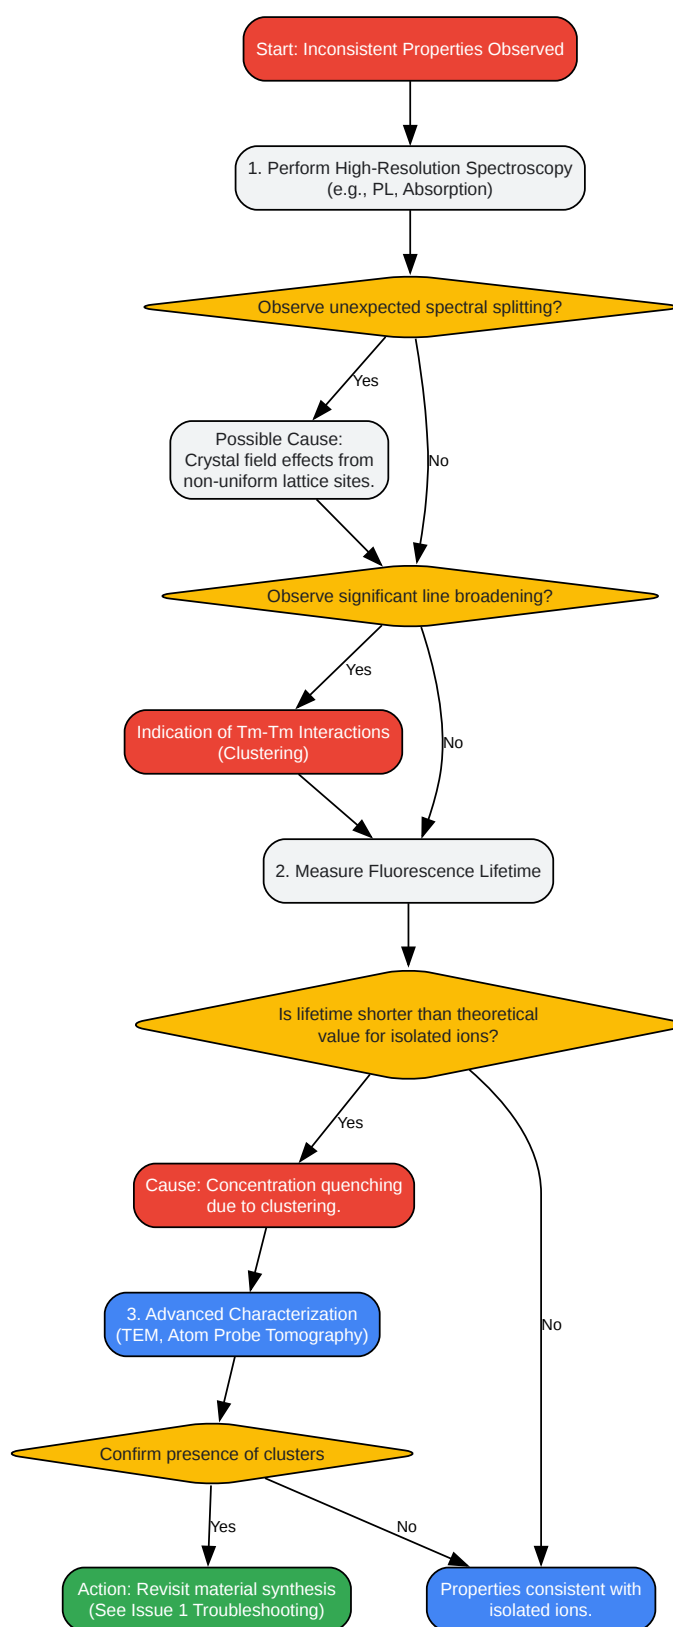 Start: Inconsistent Properties Observed
1. Perform High-Resolution Spectroscopy
(e.g., PL, Absorption)
Observe unexpected spectral splitting?
Yes
Possible Cause:
Crystal field effects from
non-uniform lattice sites.
No
Observe significant line broadening?
Yes
Indication of Tm-Tm Interactions
(Clustering)
No
2. Measure Fluorescence Lifetime
Is lifetime shorter than theoretical
value for isolated ions?
Yes
Cause: Concentration quenching
due to clustering.
3. Advanced Characterization
(TEM, Atom Probe Tomography)
No
Confirm presence of clusters
Yes
No
Action: Revisit material synthesis
(See Issue 1 Troubleshooting)
Properties consistent with
isolated ions.